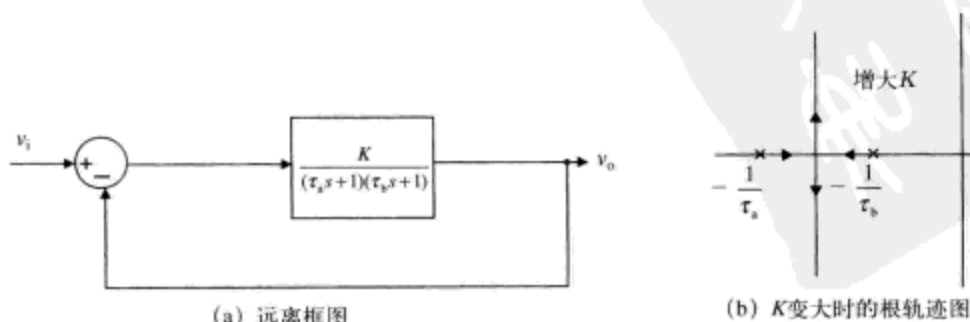 v_i
+
−
K
(τ_a s+1)(τ_b s+1)
v_o
(a) 远离框图
增大K
− 1
τ_a
− 1
τ_b
(b) K变大时的根轨迹图